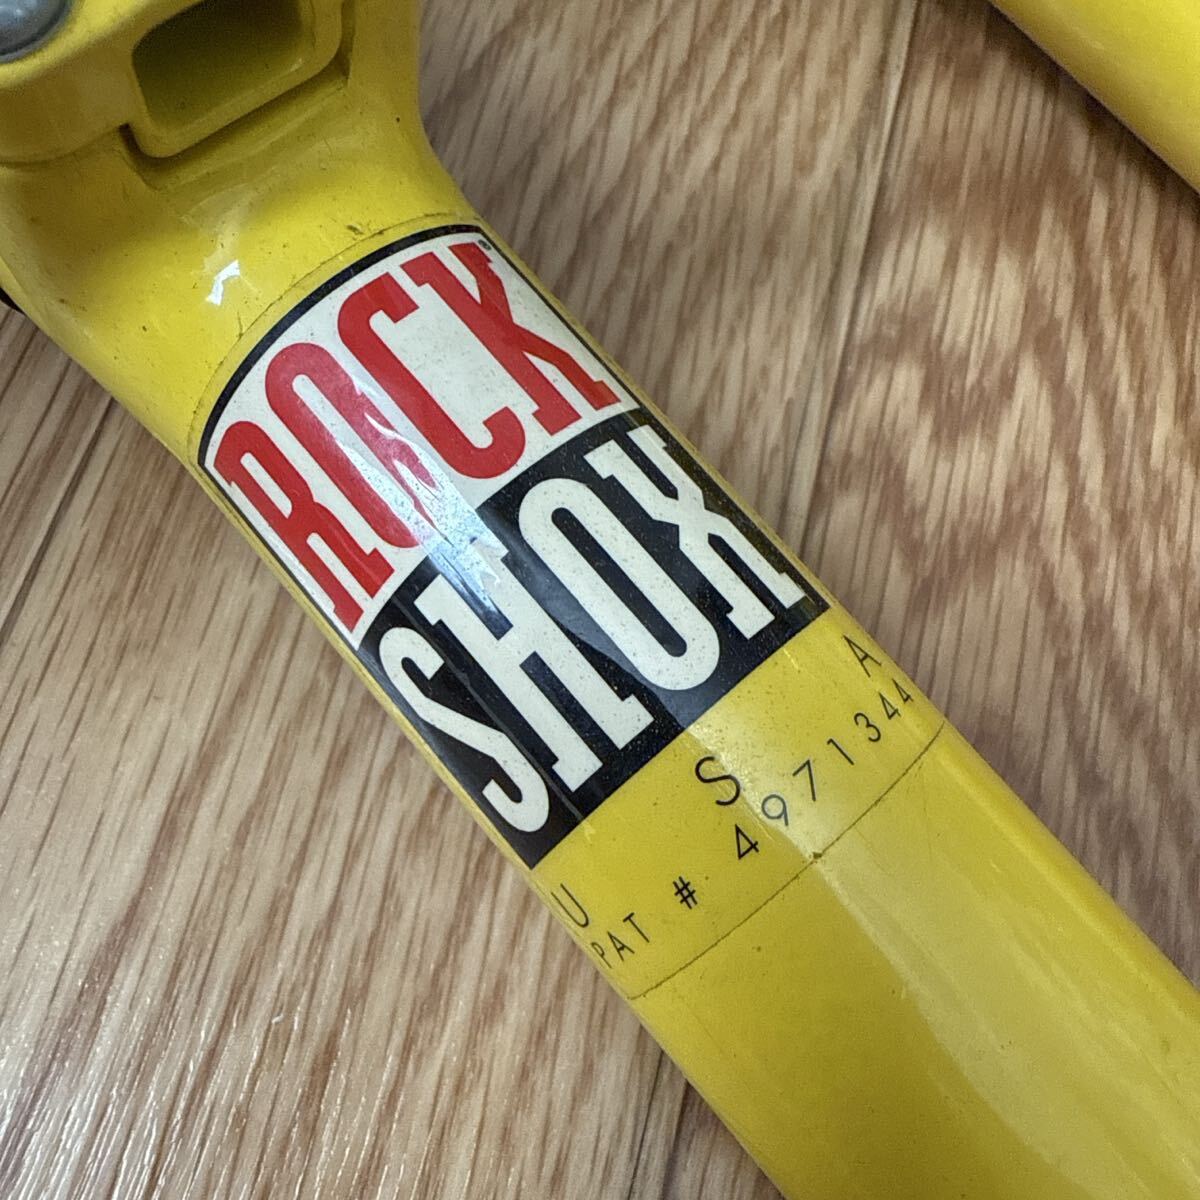 ROCK®
SHOX
U S A
PAT # 4971344